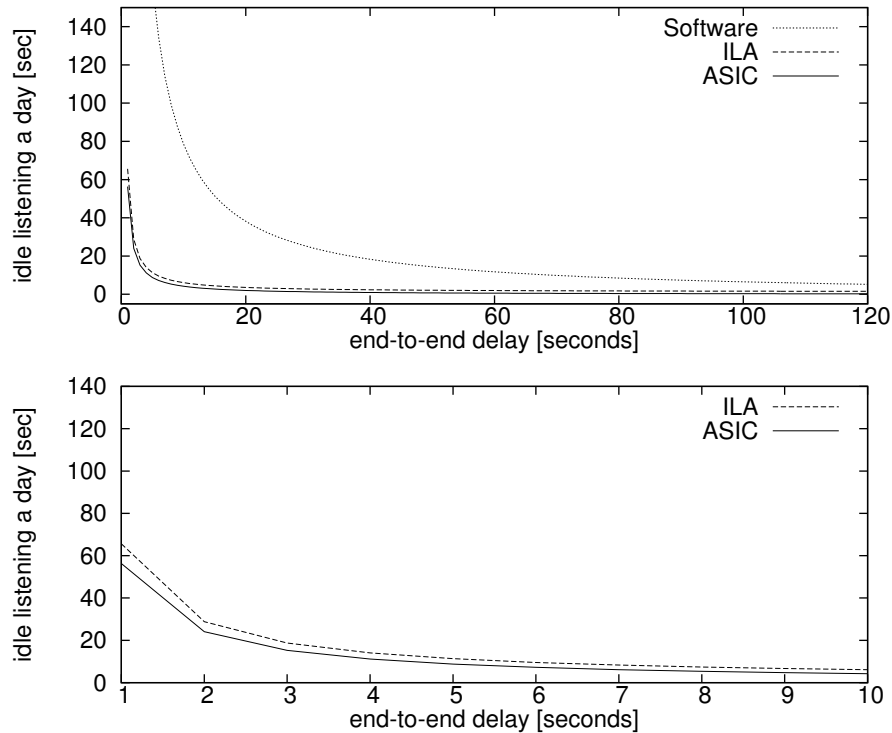 idle listening a day [sec]
140
120
100
80
60
40
20
0
Software
ILA
ASIC
0 20 40 60 80 100 120
end-to-end delay [seconds]
idle listening a day [sec]
140
120
100
80
60
40
20
0
ILA
ASIC
1 2 3 4 5 6 7 8 9 10
end-to-end delay [seconds]